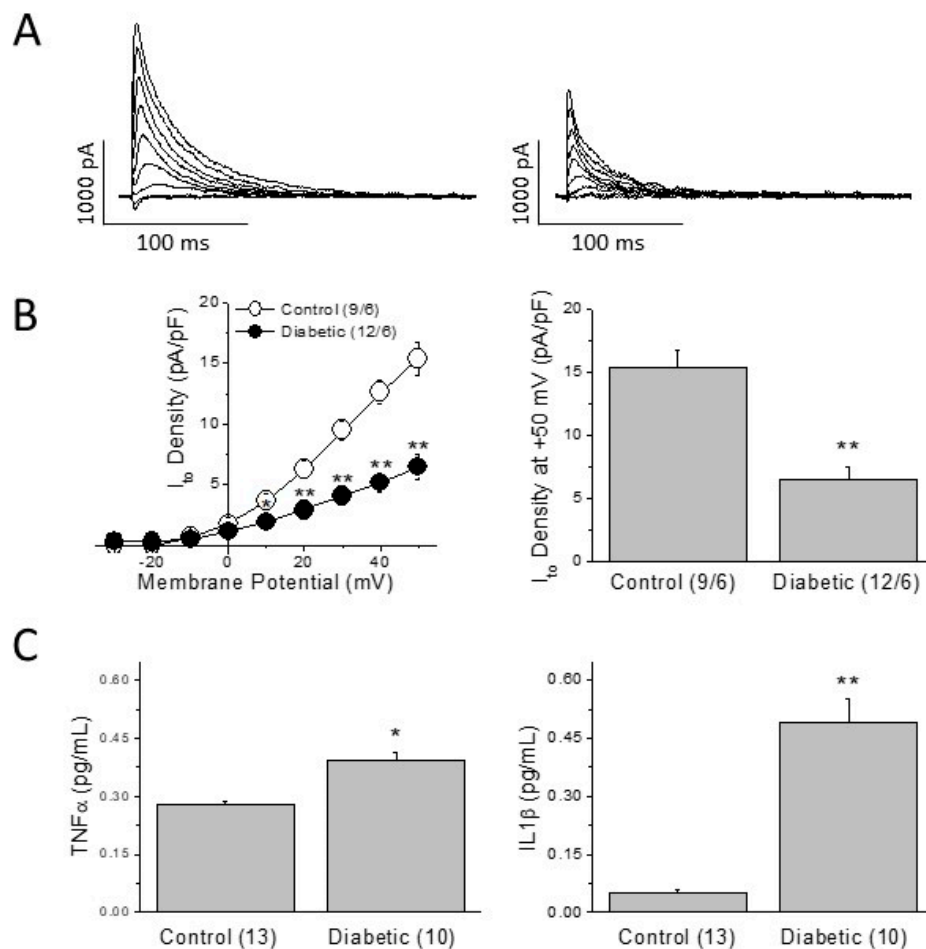 A
1000 pA
100 ms
1000 pA
100 ms
B
I_to Density (pA/pF)
20
15
10
5
Control (9/6)
Diabetic (12/6)
**
**
**
**
*
-20
0
20
40
Membrane Potential (mV)
I_to Density at +50 mV (pA/pF)
20
15
10
5
0
**
Control (9/6)
Diabetic (12/6)
C
TNFα (pg/mL)
0.60
0.45
0.30
0.15
0.00
*
Control (13)
Diabetic (10)
IL1β (pg/mL)
0.60
0.45
0.30
0.15
0.00
**
Control (13)
Diabetic (10)